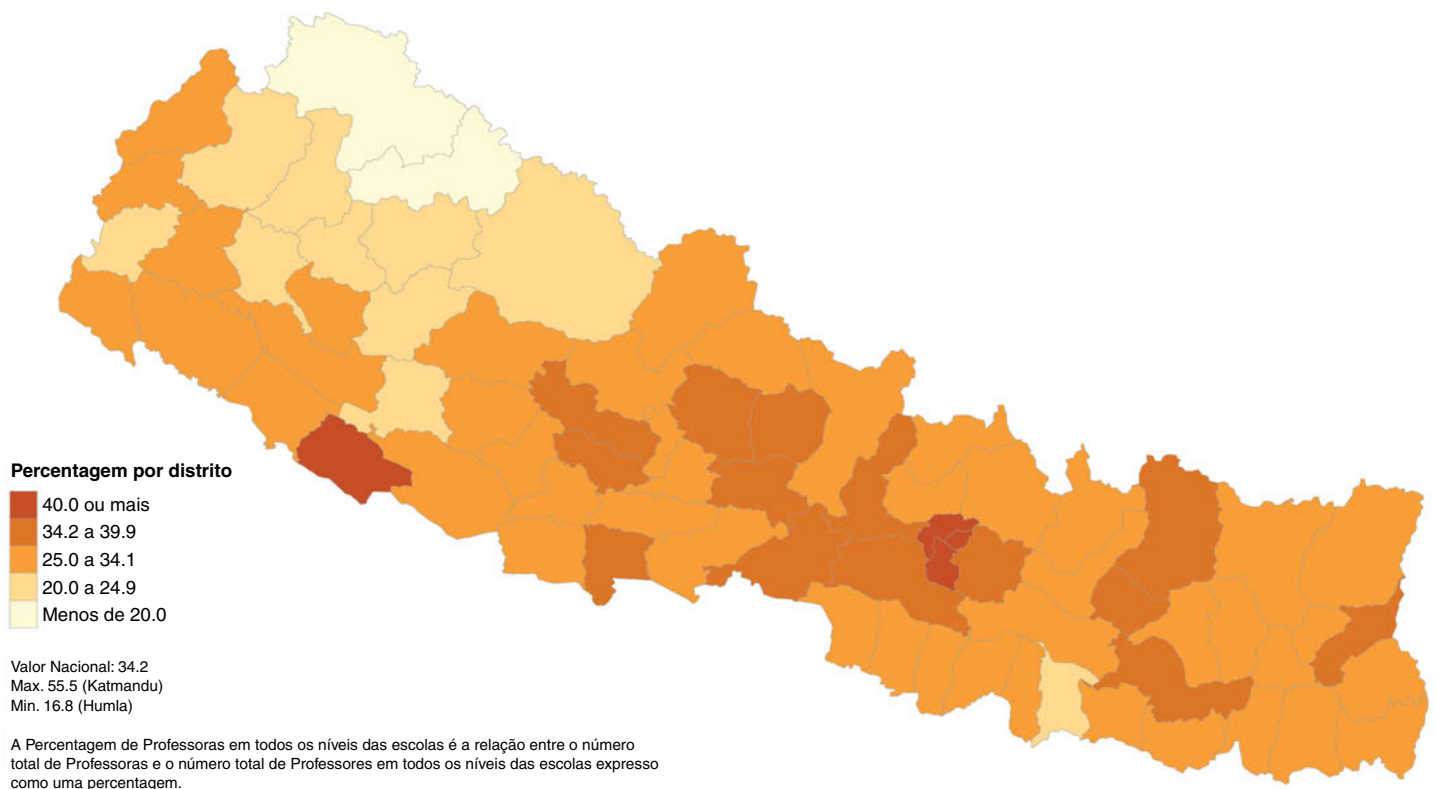 Percentagem por distrito
40.0 ou mais
34.2 a 39.9
25.0 a 34.1
20.0 a 24.9
Menos de 20.0
Valor Nacional: 34.2
Max. 55.5 (Katmandu)
Min. 16.8 (Humla)
A Percentagem de Professoras em todos os níveis das escolas é a relação entre o número
total de Professoras e o número total de Professores em todos os níveis das escolas expresso
como uma percentagem.